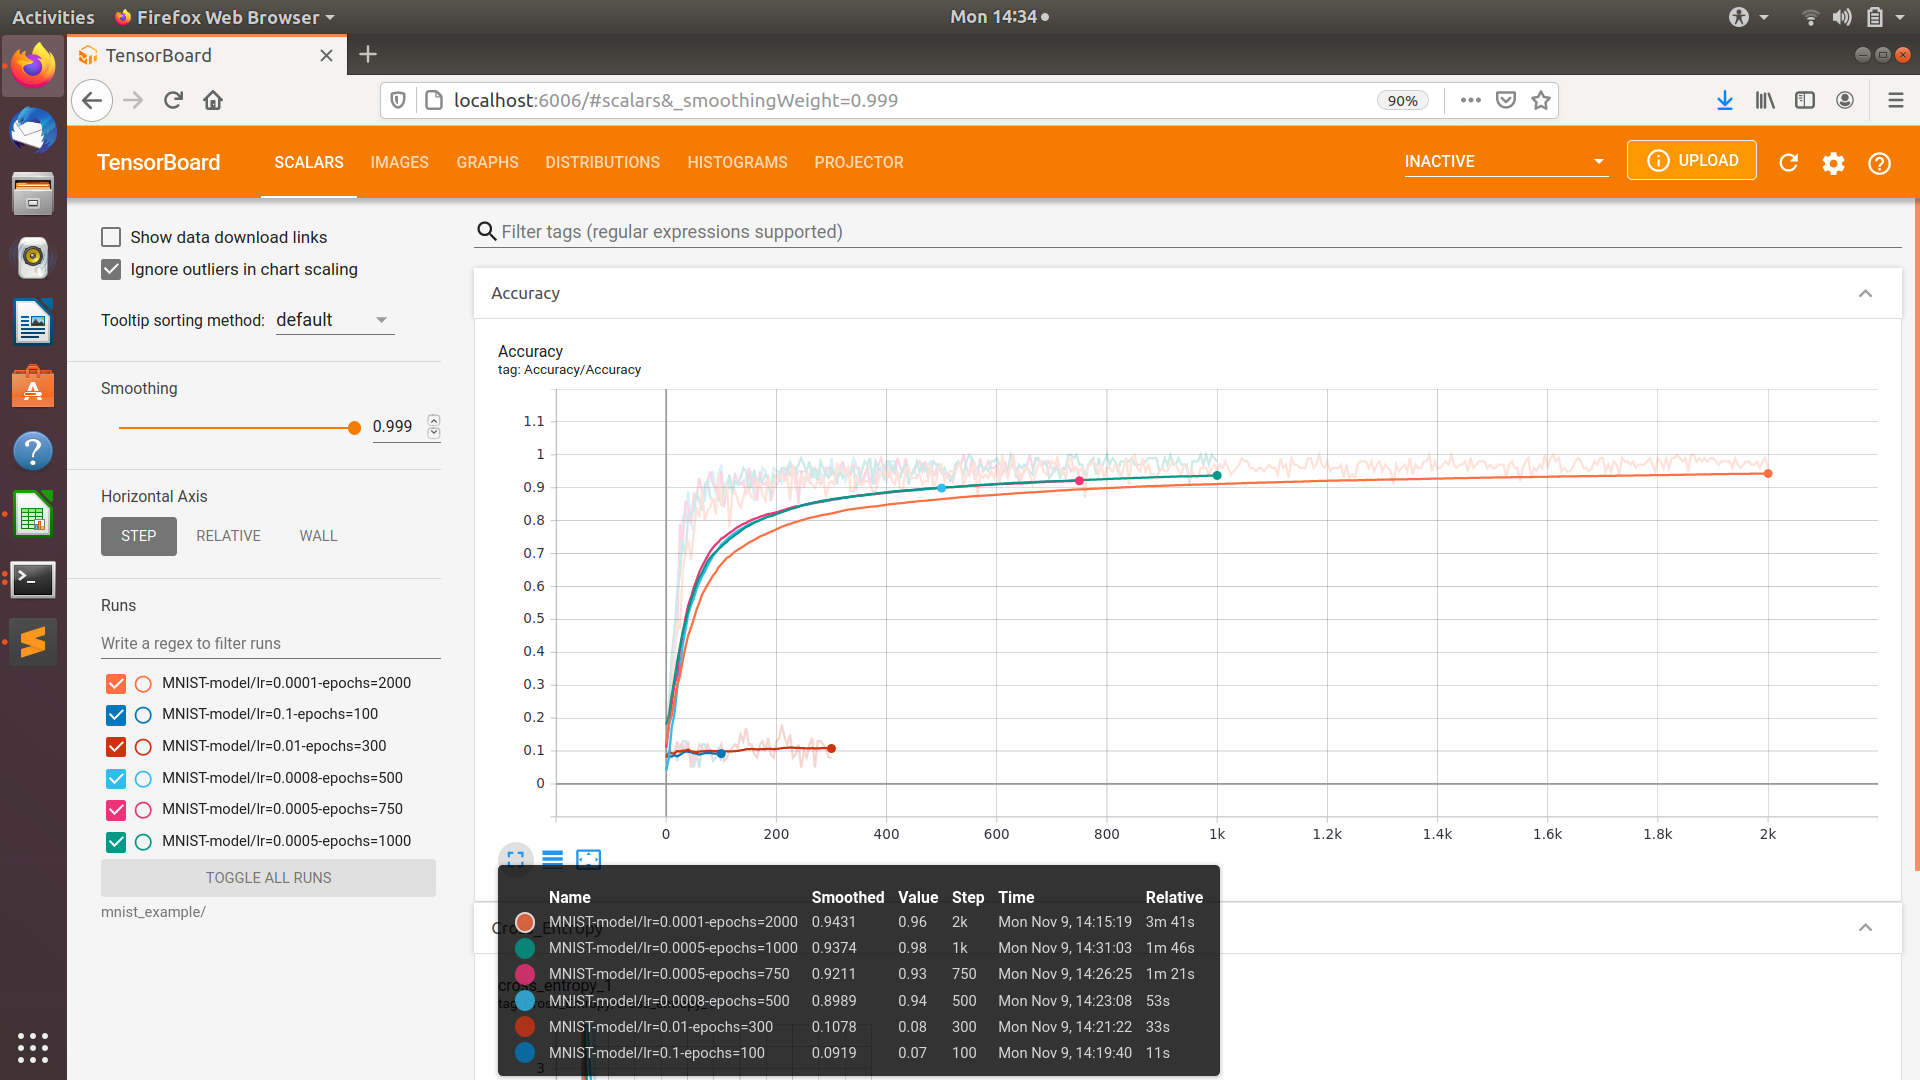 Activities
Firefox Web Browser
Mon 14:34
TensorBoard
localhost:6006/#scalars&_smoothingWeight=0.999
90%
TensorBoard
SCALARS
IMAGES
GRAPHS
DISTRIBUTIONS
HISTOGRAMS
PROJECTOR
INACTIVE
UPLOAD
Show data download links
Ignore outliers in chart scaling
Tooltip sorting method: default
Smoothing
0.999
Horizontal Axis
STEP RELATIVE WALL
Runs
Write a regex to filter runs
MNIST-model/lr=0.0001-epochs=2000
MNIST-model/lr=0.1-epochs=100
MNIST-model/lr=0.01-epochs=300
MNIST-model/lr=0.0008-epochs=500
MNIST-model/lr=0.0005-epochs=750
MNIST-model/lr=0.0005-epochs=1000
TOGGLE ALL RUNS
mnist_example/
Filter tags (regular expressions supported)
Accuracy
Accuracy
tag: Accuracy/Accuracy
1.1
1
0.9
0.8
0.7
0.6
0.5
0.4
0.3
0.2
0.1
0
0 200 400 600 800 1k 1.2k 1.4k 1.6k 1.8k 2k
Name Smoothed Value Step Time Relative
MNIST-model/lr=0.0001-epochs=2000 0.9431 0.96 2k Mon Nov 9, 14:15:19 3m 41s
MNIST-model/lr=0.0005-epochs=1000 0.9374 0.98 1k Mon Nov 9, 14:31:03 1m 46s
MNIST-model/lr=0.0005-epochs=750 0.9211 0.93 750 Mon Nov 9, 14:26:25 1m 21s
MNIST-model/lr=0.0008-epochs=500 0.8989 0.94 500 Mon Nov 9, 14:23:08 53s
MNIST-model/lr=0.01-epochs=300 0.1078 0.08 300 Mon Nov 9, 14:21:22 33s
MNIST-model/lr=0.1-epochs=100 0.0919 0.07 100 Mon Nov 9, 14:19:40 11s
Cross_Entropy
cross_entropy_1
3